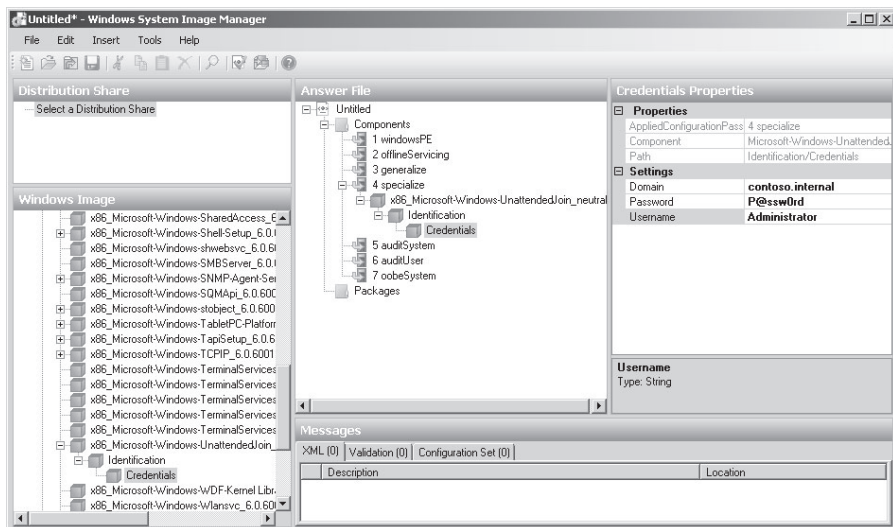 Untitled* - Windows System Image Manager
File Edit Insert Tools Help
Distribution Share
Select a Distribution Share
Windows Image
x86_Microsoft-Windows-SharedAccess_6
x86_Microsoft-Windows-Shell-Setup_6.0.
x86_Microsoft-Windows-shwebsvc_6.0.6
x86_Microsoft-Windows-SMBServer_6.0.
x86_Microsoft-Windows-SNMP-Agent-Ser
x86_Microsoft-Windows-SQMApi_6.0.600
x86_Microsoft-Windows-stobject_6.0.600
x86_Microsoft-Windows-TabletPC-Platform
x86_Microsoft-Windows-TapiSetup_6.0.6
x86_Microsoft-Windows-TCPIP_6.0.6001
x86_Microsoft-Windows-TerminalServices
x86_Microsoft-Windows-TerminalServices
x86_Microsoft-Windows-TerminalServices
x86_Microsoft-Windows-TerminalServices
x86_Microsoft-Windows-TerminalServices
x86_Microsoft-Windows-UnattendedJoin_
Identification
Credentials
x86_Microsoft-Windows-WDF-Kernel Libr
x86_Microsoft-Windows-Wlansvc_6.0.60
Answer File
Untitled
Components
1 windowsPE
2 offlineServicing
3 generalize
4 specialize
x86_Microsoft-Windows-UnattendedJoin_neutral
Identification
Credentials
5 auditSystem
6 auditUser
7 oobeSystem
Packages
Credentials Properties
Properties
AppliedConfigurationPass 4 specialize
Component Microsoft-Windows-Unattended.
Path Identification/Credentials
Settings
Domain contoso.internal
Password P@ssw0rd
Username Administrator
Username
Type: String
Messages
XML (0) Validation (0) Configuration Set (0)
Description Location